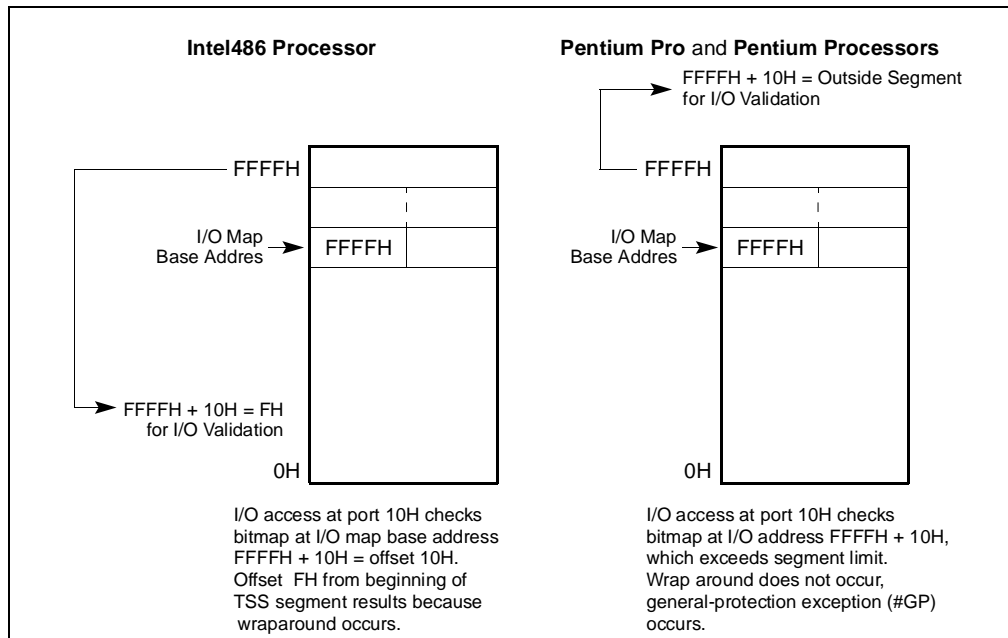 Intel486 Processor
FFFFH
I/O Map
Base Addres
FFFFH
FFFFH + 10H = FH
for I/O Validation
0H
I/O access at port 10H checks
bitmap at I/O map base address
FFFFH + 10H = offset 10H.
Offset FH from beginning of
TSS segment results because
wraparound occurs.
Pentium Pro and Pentium Processors
FFFFH + 10H = Outside Segment
for I/O Validation
FFFFH
I/O Map
Base Addres
FFFFH
0H
I/O access at port 10H checks
bitmap at I/O address FFFFH + 10H,
which exceeds segment limit.
Wrap around does not occur,
general-protection exception (#GP)
occurs.